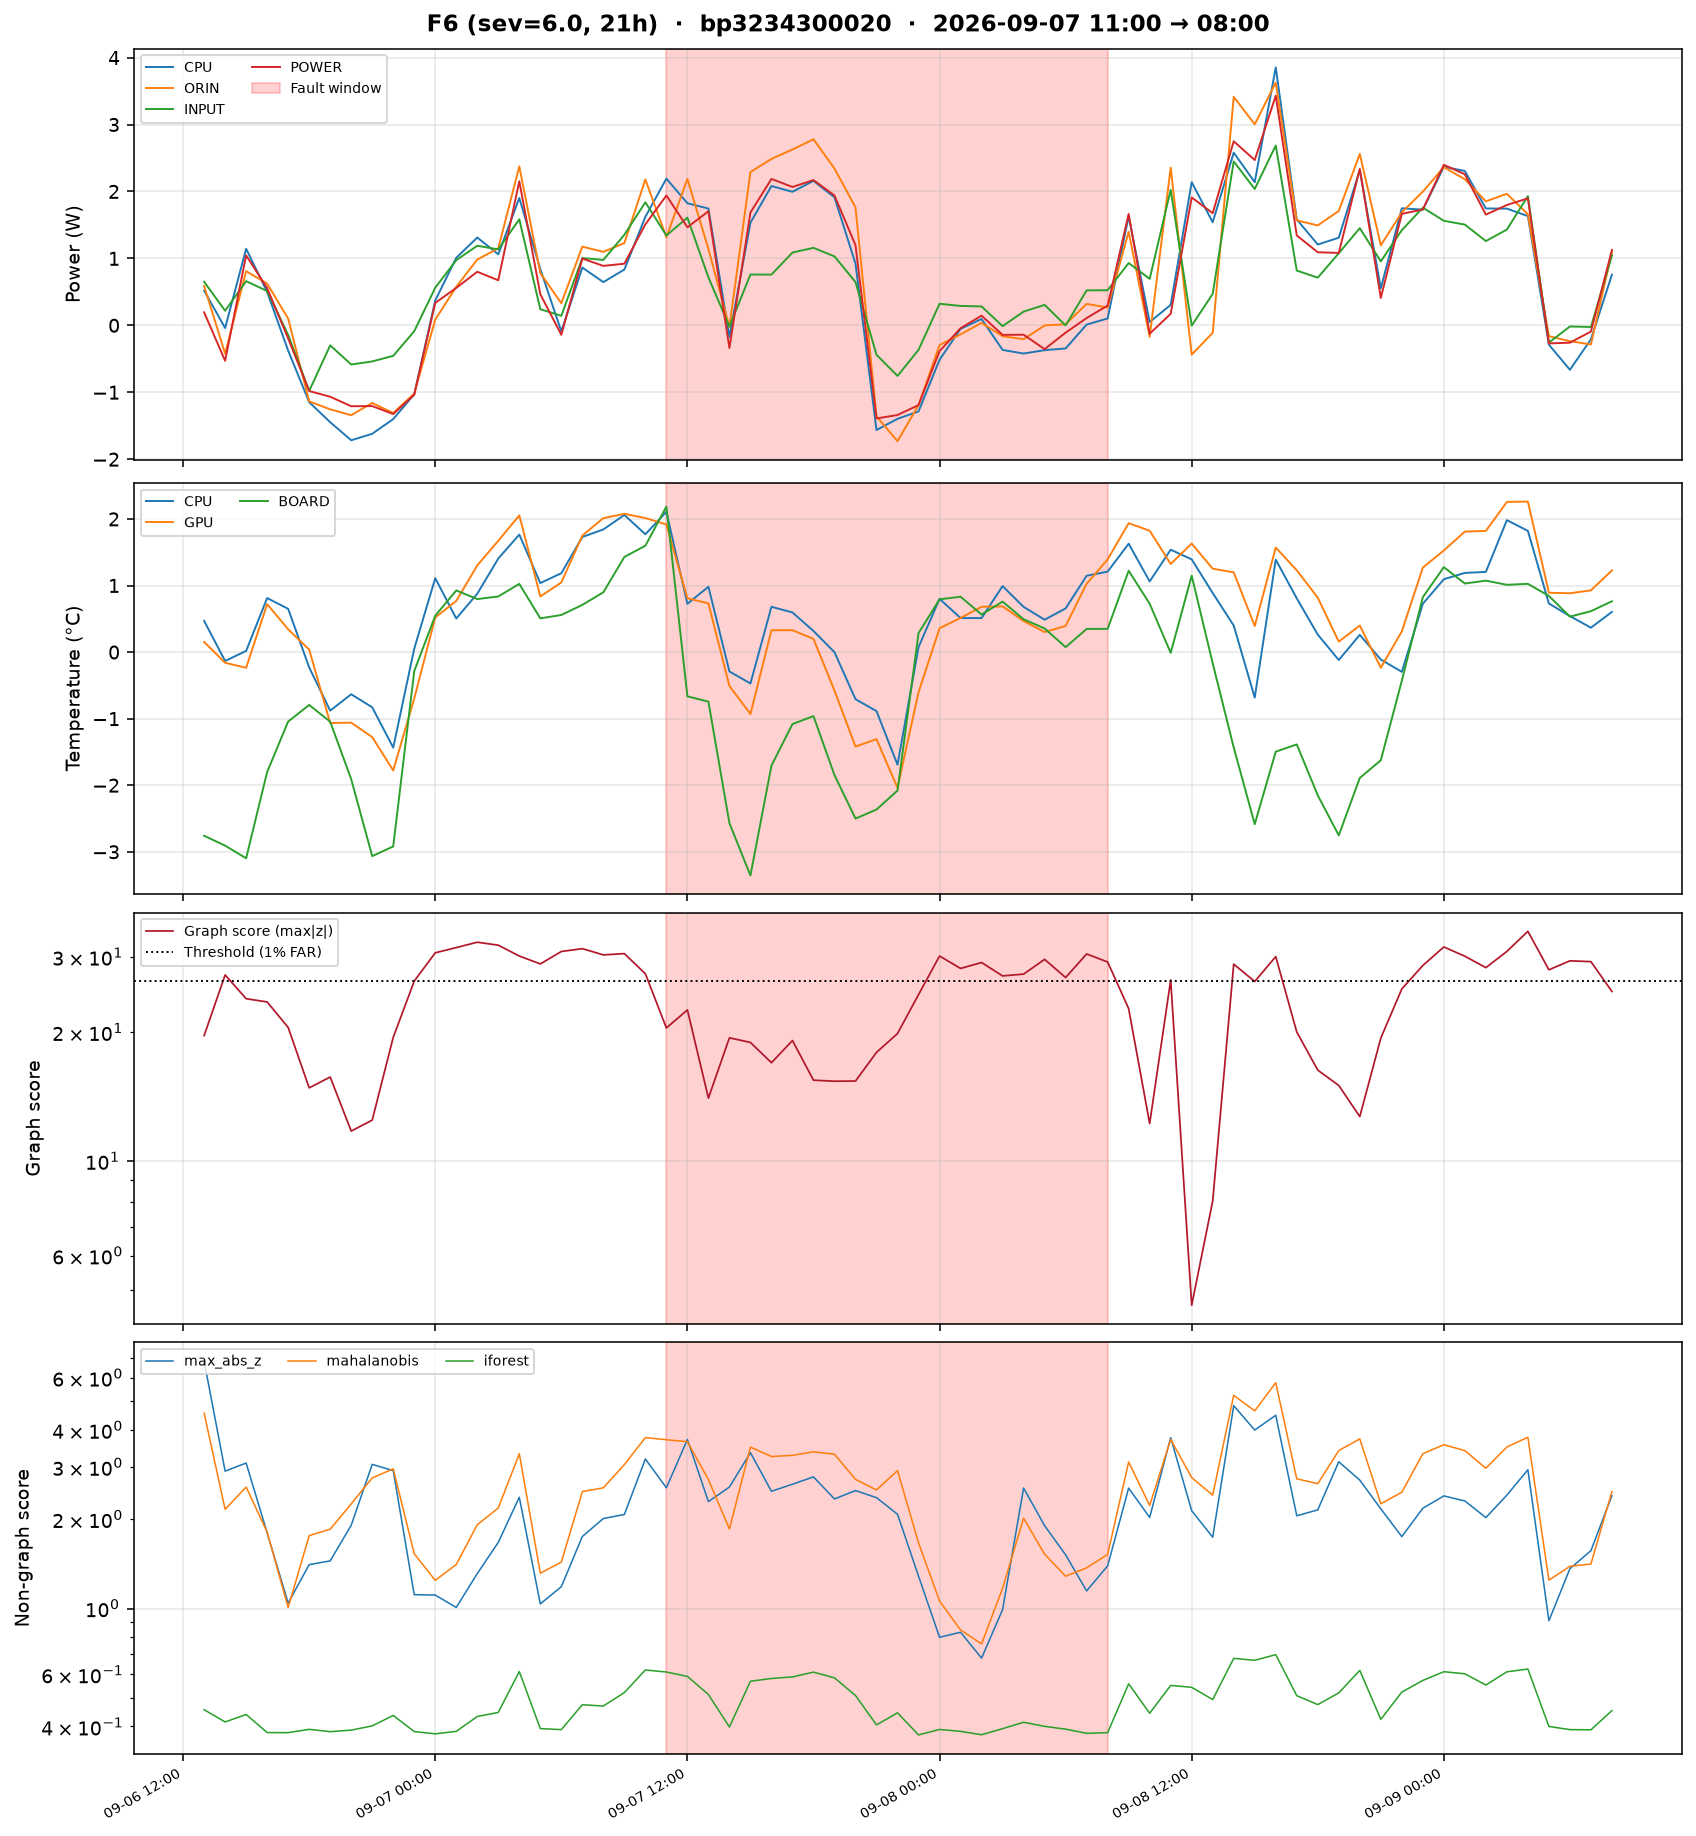 F6 (sev=6.0, 21h)  ·  bp3234300020  ·  2026-09-07 11:00 → 08:00
CPU
ORIN
INPUT
POWER
Fault window
Power (W)
4
3
2
1
0
−1
−2
CPU
GPU
BOARD
Temperature (°C)
2
1
0
−1
−2
−3
Graph score (max|z|)
Threshold (1% FAR)
Graph score
3 × 10¹
2 × 10¹
10¹
6 × 10⁰
max_abs_z
mahalanobis
iforest
Non-graph score
6 × 10⁰
4 × 10⁰
3 × 10⁰
2 × 10⁰
10⁰
6 × 10⁻¹
4 × 10⁻¹
09-06 12:00
09-07 00:00
09-07 12:00
09-08 00:00
09-08 12:00
09-09 00:00